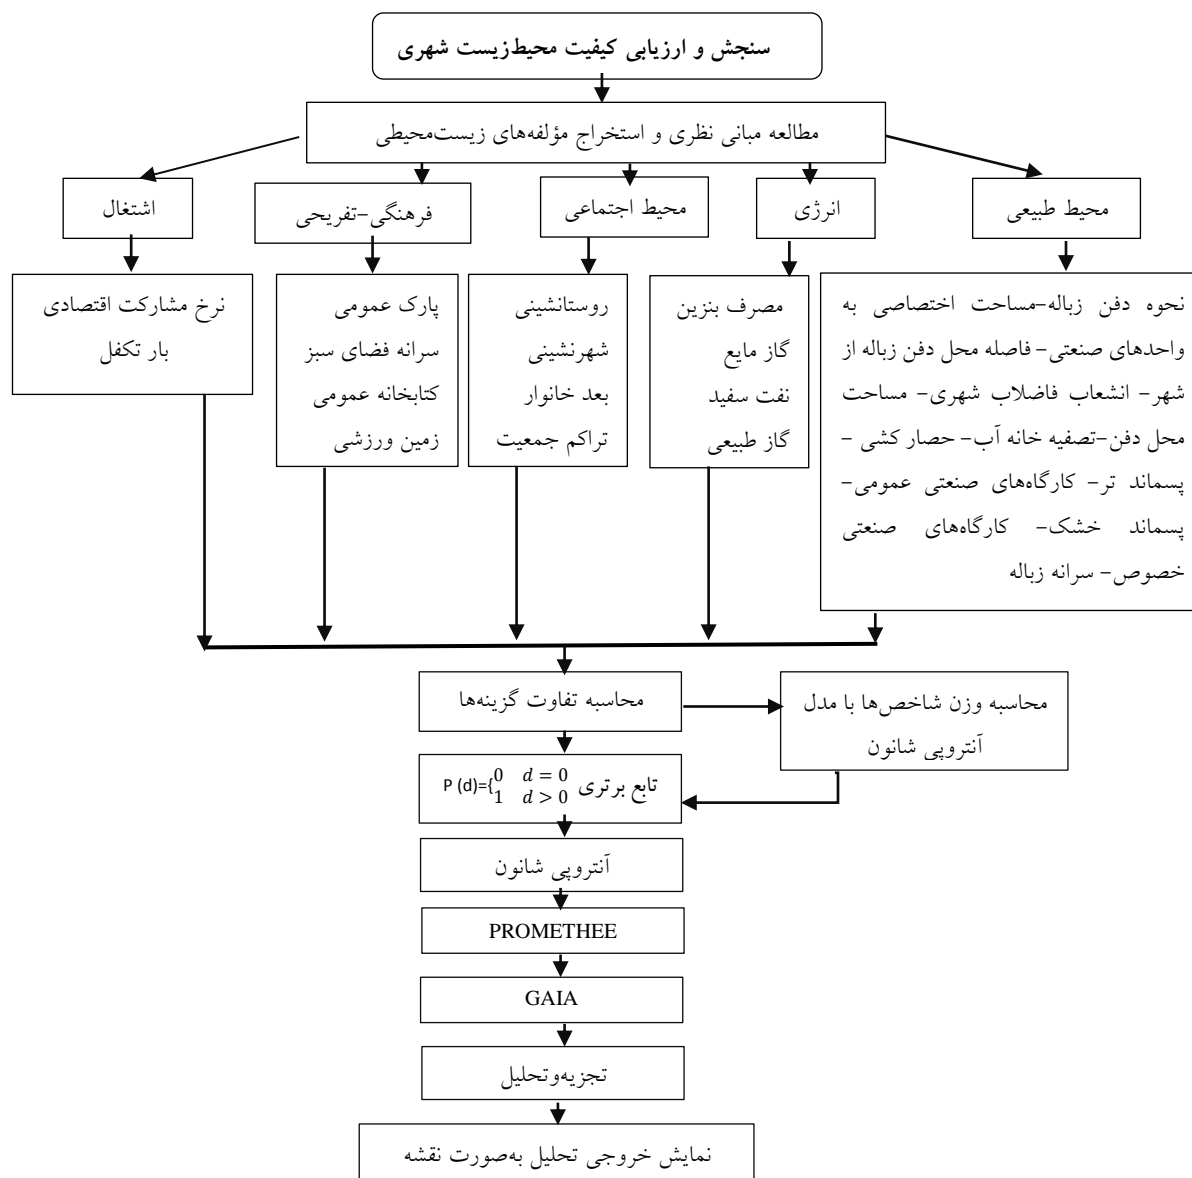 سنجش و ارزیابی کیفیت محیط‌زیست شهری
مطالعه مبانی نظری و استخراج مؤلفه‌های زیست‌محیطی
محیط طبیعی
انرژی
محیط اجتماعی
فرهنگی-تفریحی
اشتغال
نحوه دفن زباله-مساحت اختصاصی به
واحدهای صنعتی- فاصله محل دفن زباله از
شهر- انشعاب فاضلاب شهری- مساحت
محل دفن-تصفیه خانه آب- حصار کشی -
پسماند تر- کارگاه‌های صنعتی عمومی-
پسماند خشک- کارگاه‌های صنعتی
خصوص- سرانه زباله
مصرف بنزین
گاز مایع
نفت سفید
گاز طبیعی
روستانشینی
شهرنشینی
بعد خانوار
تراکم جمعیت
پارک عمومی
سرانه فضای سبز
کتابخانه عمومی
زمین ورزشی
نرخ مشارکت اقتصادی
بار تکفل
محاسبه تفاوت گزینه‌ها
محاسبه وزن شاخص‌ها با مدل
آنتروپی شانون
تابع برتری P (d)={0 d = 0
1 d > 0
آنتروپی شانون
PROMETHEE
GAIA
تجزیه‌وتحلیل
نمایش خروجی تحلیل به‌صورت نقشه